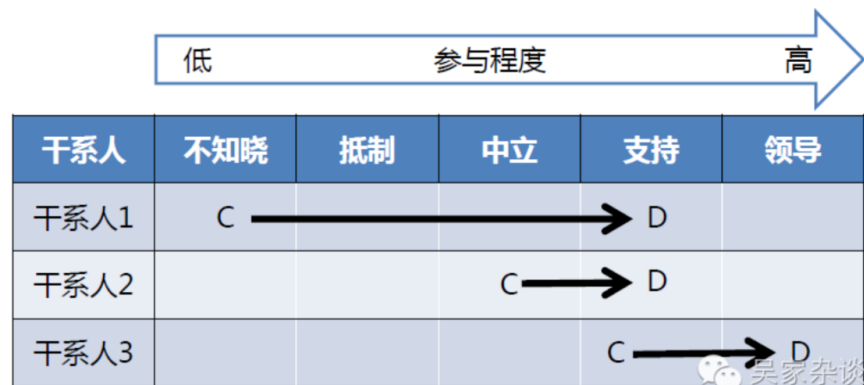 低 参与程度 高
干系人 不知晓 抵制 中立 支持 领导
干系人1 C D
干系人2 C D
干系人3 C D
吴家杂谈